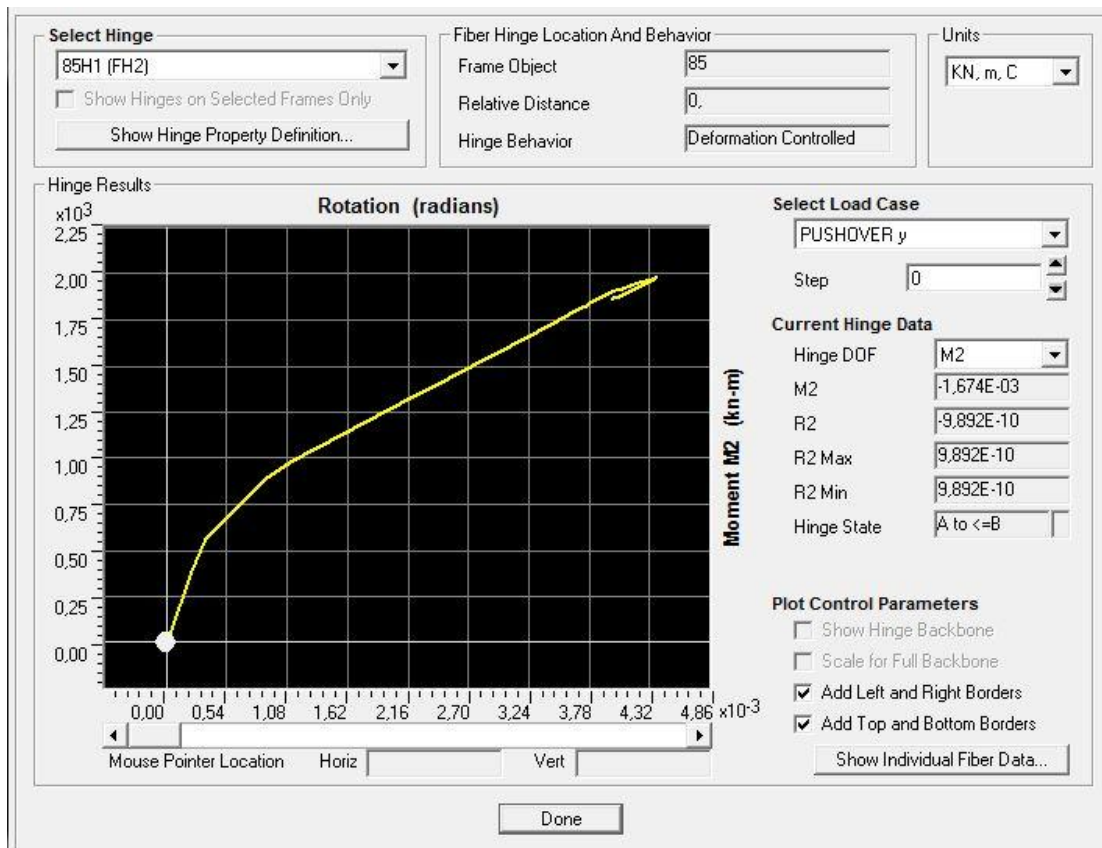 Select Hinge
85H1 (FH2)
Show Hinges on Selected Frames Only
Show Hinge Property Definition...
Fiber Hinge Location And Behavior
Frame Object 85
Relative Distance 0,
Hinge Behavior Deformation Controlled
Units
KN, m, C
Hinge Results
Rotation (radians)
x10³
2,25
2,00
1,75
1,50
1,25
1,00
0,75
0,50
0,25
0,00
0,00 0,54 1,08 1,62 2,16 2,70 3,24 3,78 4,32 4,86 x10⁻³
Moment M2 (kn-m)
Mouse Pointer Location Horiz Vert
Select Load Case
PUSHOVER y
Step 0
Current Hinge Data
Hinge DOF M2
M2 -1,674E-03
R2 -9,892E-10
R2 Max 9,892E-10
R2 Min 9,892E-10
Hinge State A to <=B
Plot Control Parameters
Show Hinge Backbone
Scale for Full Backbone
Add Left and Right Borders
Add Top and Bottom Borders
Show Individual Fiber Data...
Done